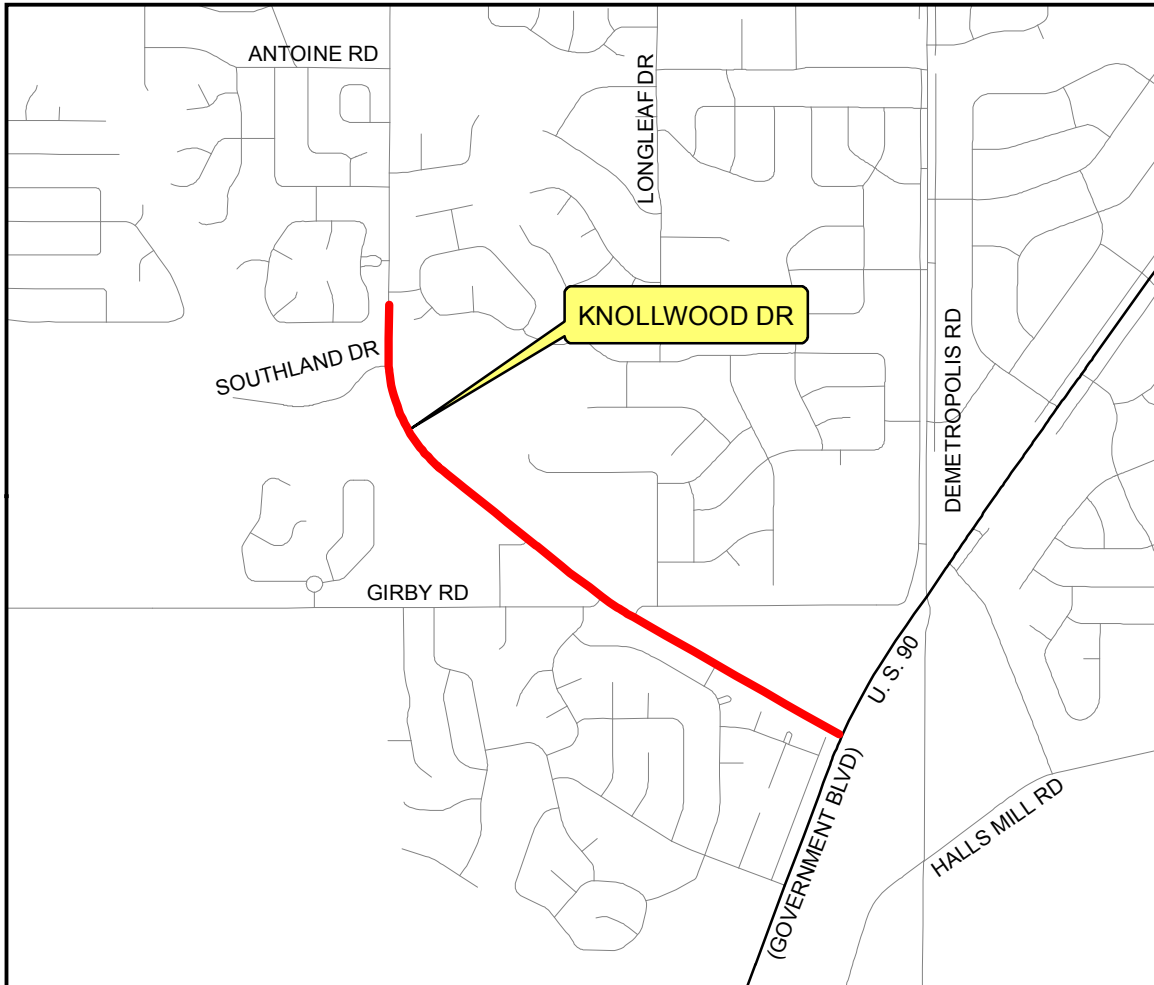 ANTOINE RD
LONGLEAF DR
KNOLLWOOD DR
SOUTHLAND DR
DEMETROPOLIS RD
GIRBY RD
U. S. 90
(GOVERNMENT BLVD)
HALLS MILL RD